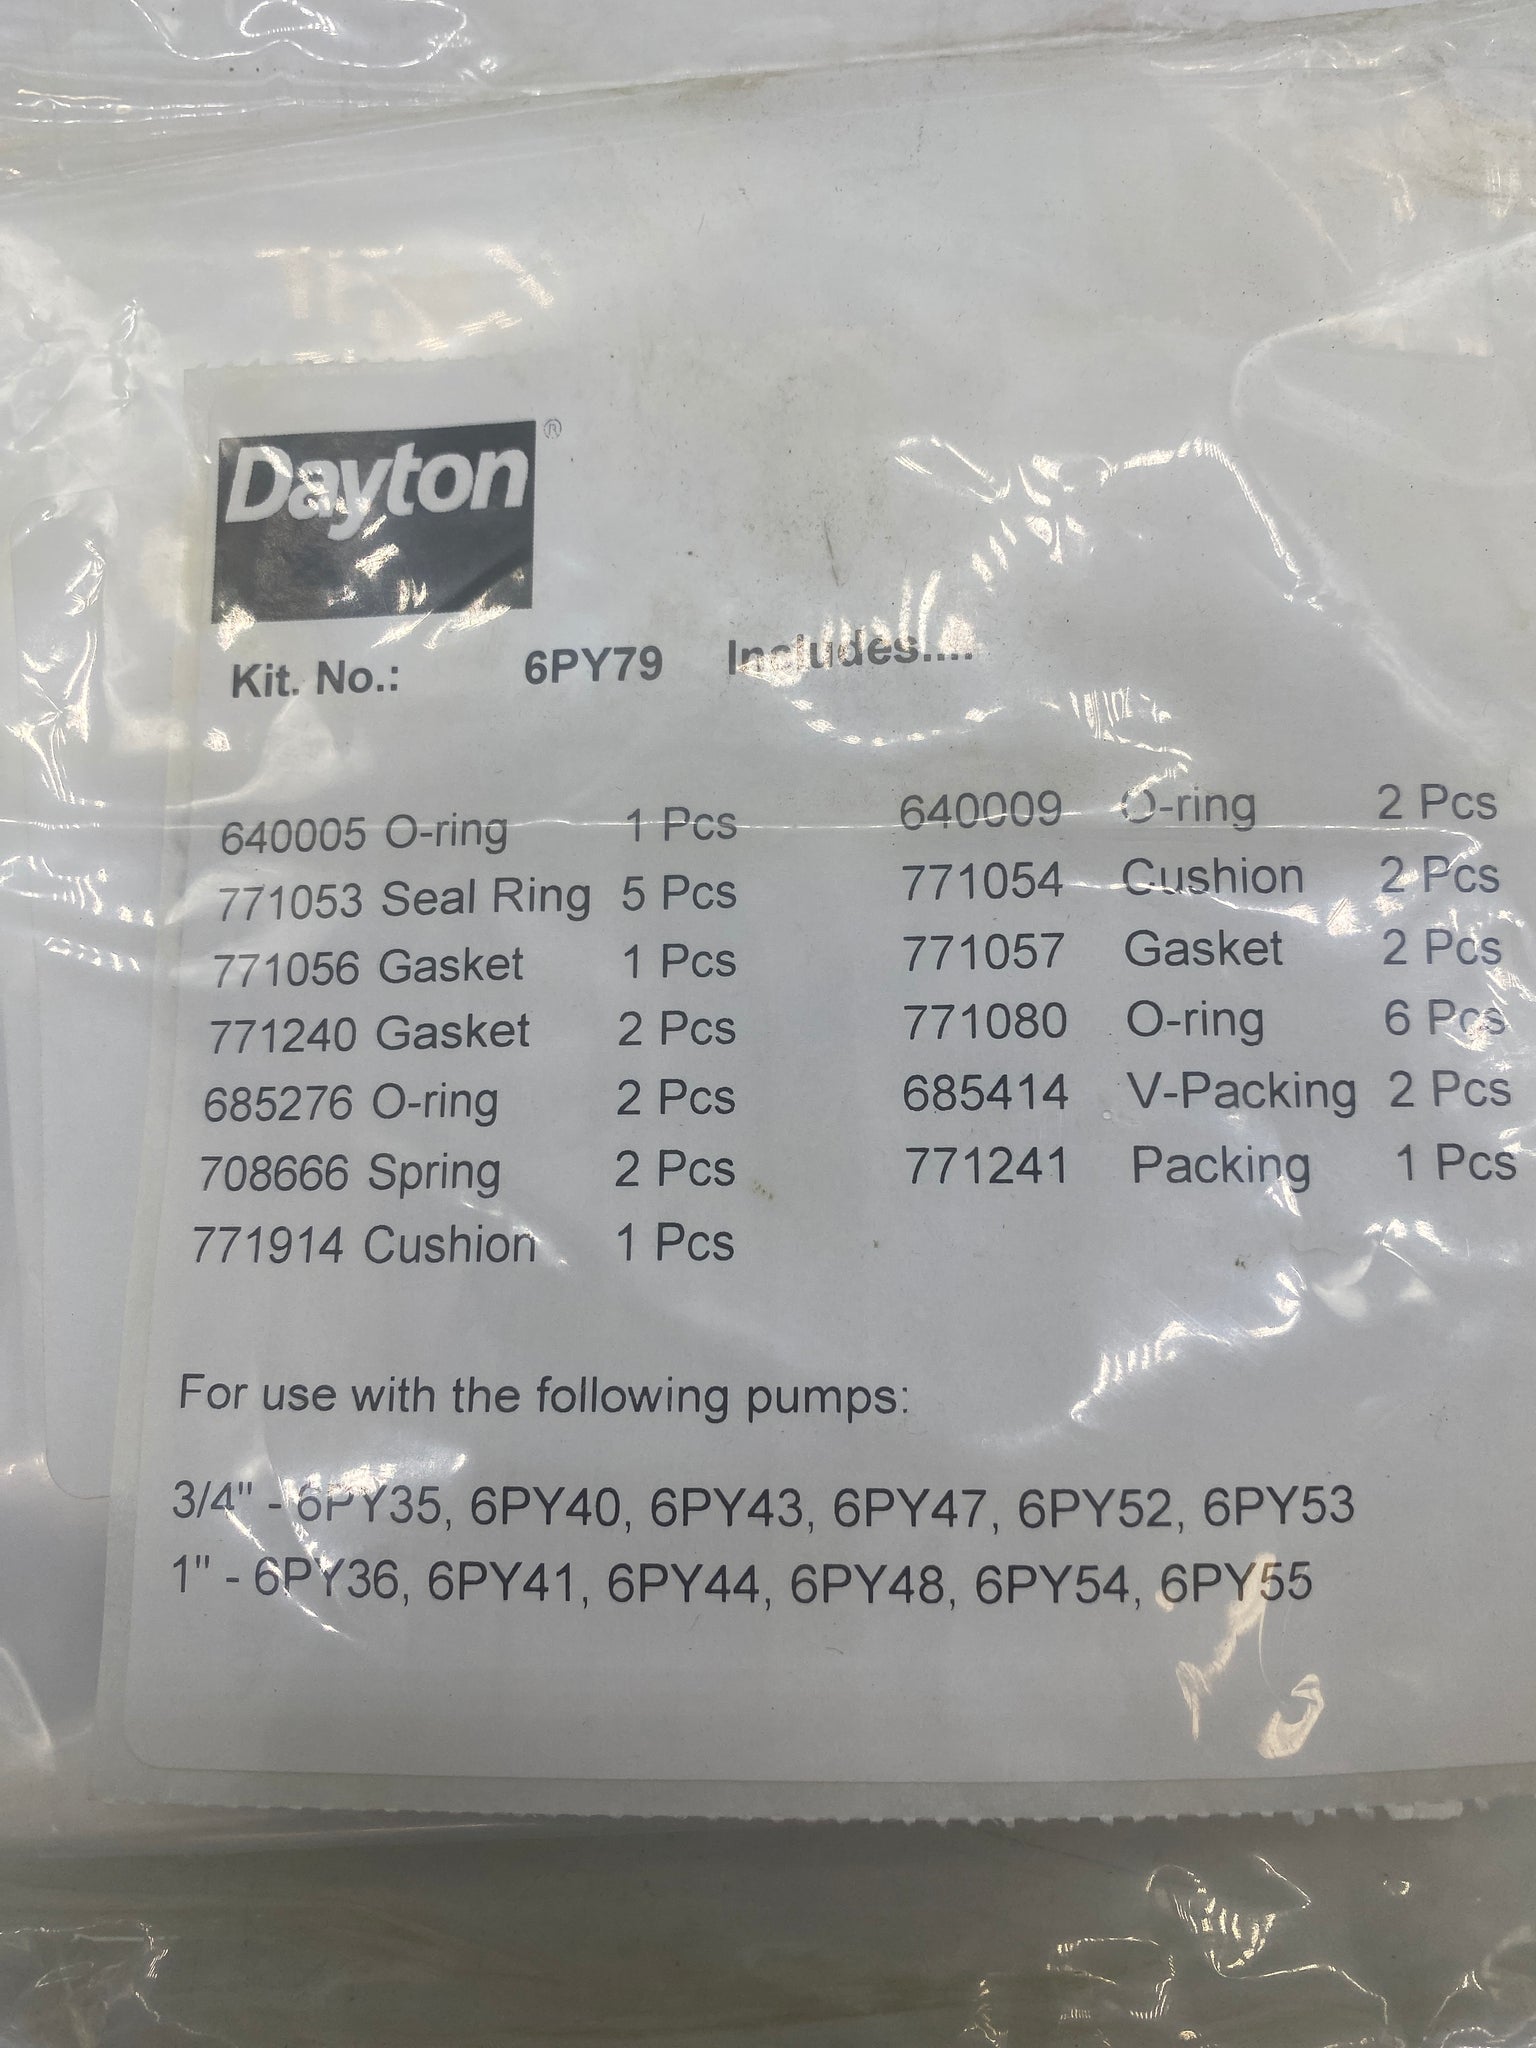 Dayton®
Kit. No.: 6PY79 Includes....
640005 O-ring 1 Pcs 640009 O-ring 2 Pcs
771053 Seal Ring 5 Pcs 771054 Cushion 2 Pcs
771056 Gasket 1 Pcs 771057 Gasket 2 Pcs
771240 Gasket 2 Pcs 771080 O-ring 6 Pcs
685276 O-ring 2 Pcs 685414 V-Packing 2 Pcs
708666 Spring 2 Pcs 771241 Packing 1 Pcs
771914 Cushion 1 Pcs
For use with the following pumps:
3/4" - 6PY35, 6PY40, 6PY43, 6PY47, 6PY52, 6PY53
1" - 6PY36, 6PY41, 6PY44, 6PY48, 6PY54, 6PY55